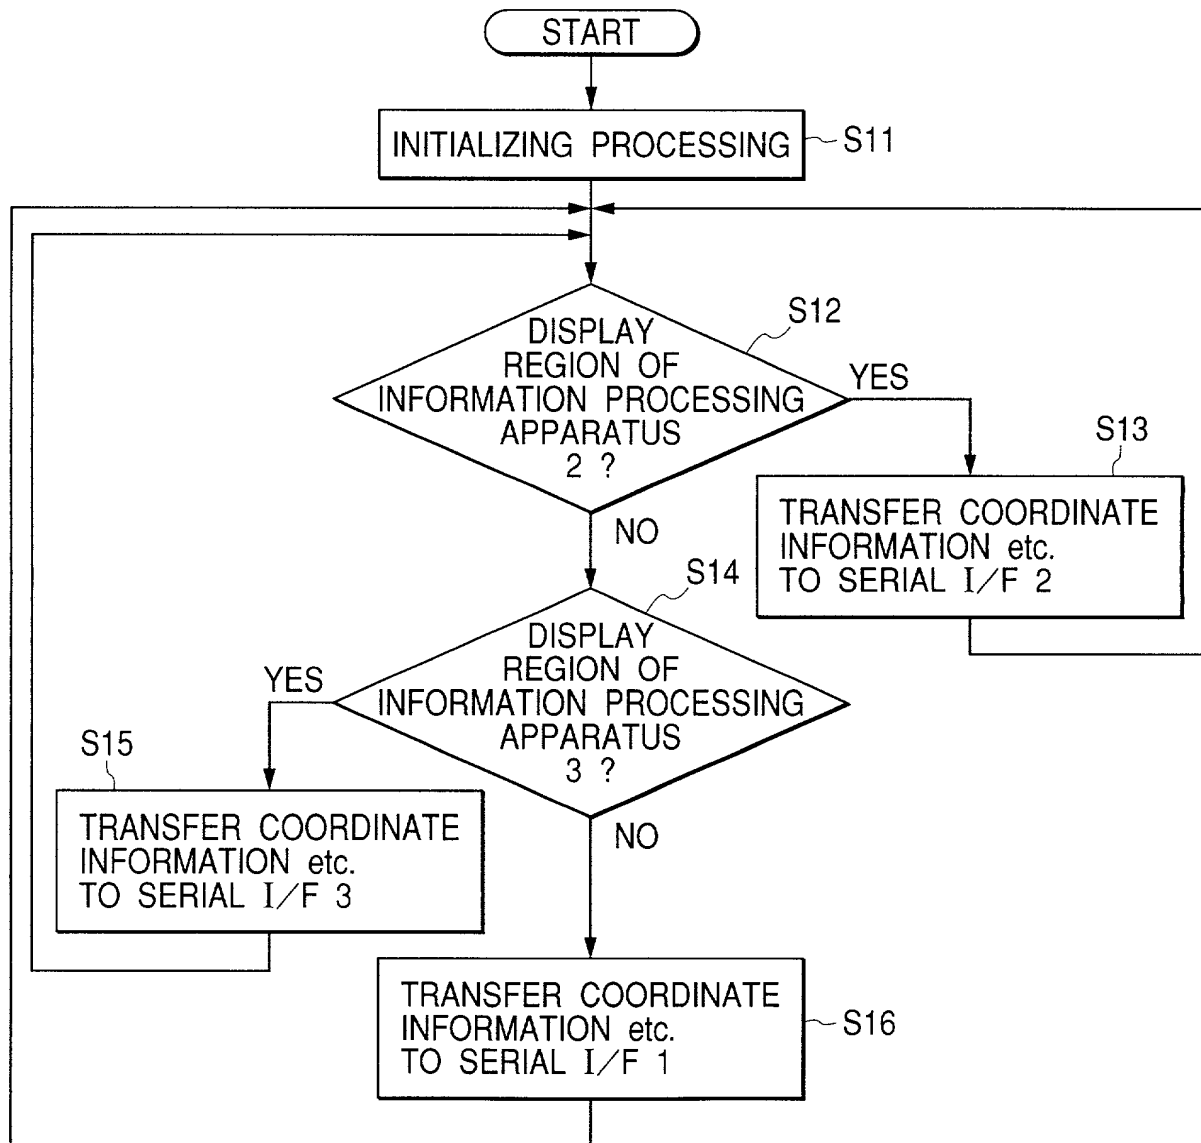 START
INITIALIZING PROCESSING
S11
S12
DISPLAY
REGION OF
INFORMATION PROCESSING
APPARATUS
2 ?
YES
NO
S13
TRANSFER COORDINATE
INFORMATION etc.
TO SERIAL I/F 2
S14
DISPLAY
REGION OF
INFORMATION PROCESSING
APPARATUS
3 ?
YES
NO
S15
TRANSFER COORDINATE
INFORMATION etc.
TO SERIAL I/F 3
TRANSFER COORDINATE
INFORMATION etc.
TO SERIAL I/F 1
S16